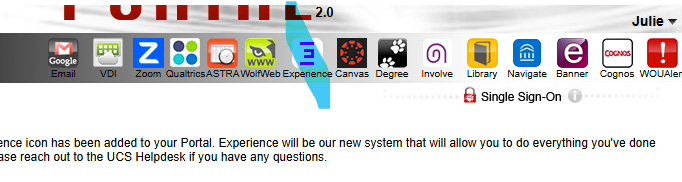 2.0
Julie
Google
Z
WWW
e
COGNOS
!
Email VDI Zoom Qualtrics ASTRA WolfWeb Experience Canvas Degree Involve Library Navigate Banner Cognos WOUAler
Single Sign-On i
ence icon has been added to your Portal. Experience will be our new system that will allow you to do everything you've done
ase reach out to the UCS Helpdesk if you have any questions.